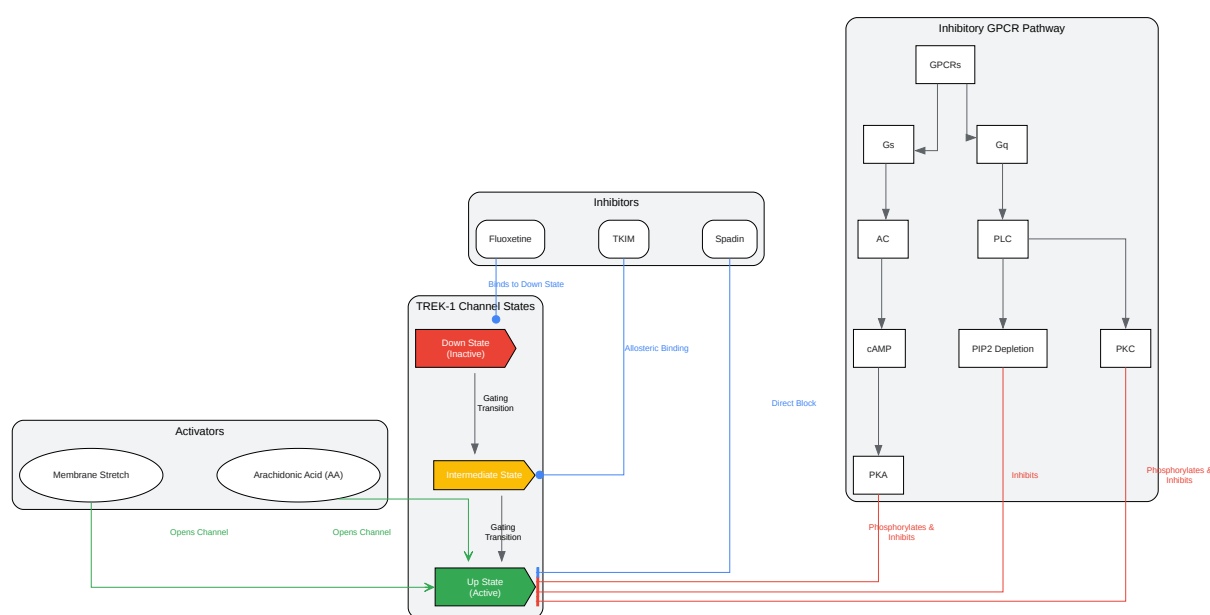 Inhibitory GPCR Pathway
GPCRs
Gs
Gq
Inhibitors
Fluoxetine
TKIM
Spadin
AC
PLC
Binds to Down State
TREK-1 Channel States
Down State
(Inactive)
Allosteric Binding
cAMP
PIP2 Depletion
PKC
Gating
Transition
Direct Block
Activators
Membrane Stretch
Arachidonic Acid (AA)
Intermediate State
PKA
Inhibits
Phosphorylates &
Inhibits
Opens Channel
Opens Channel
Gating
Transition
Phosphorylates &
Inhibits
Up State
(Active)